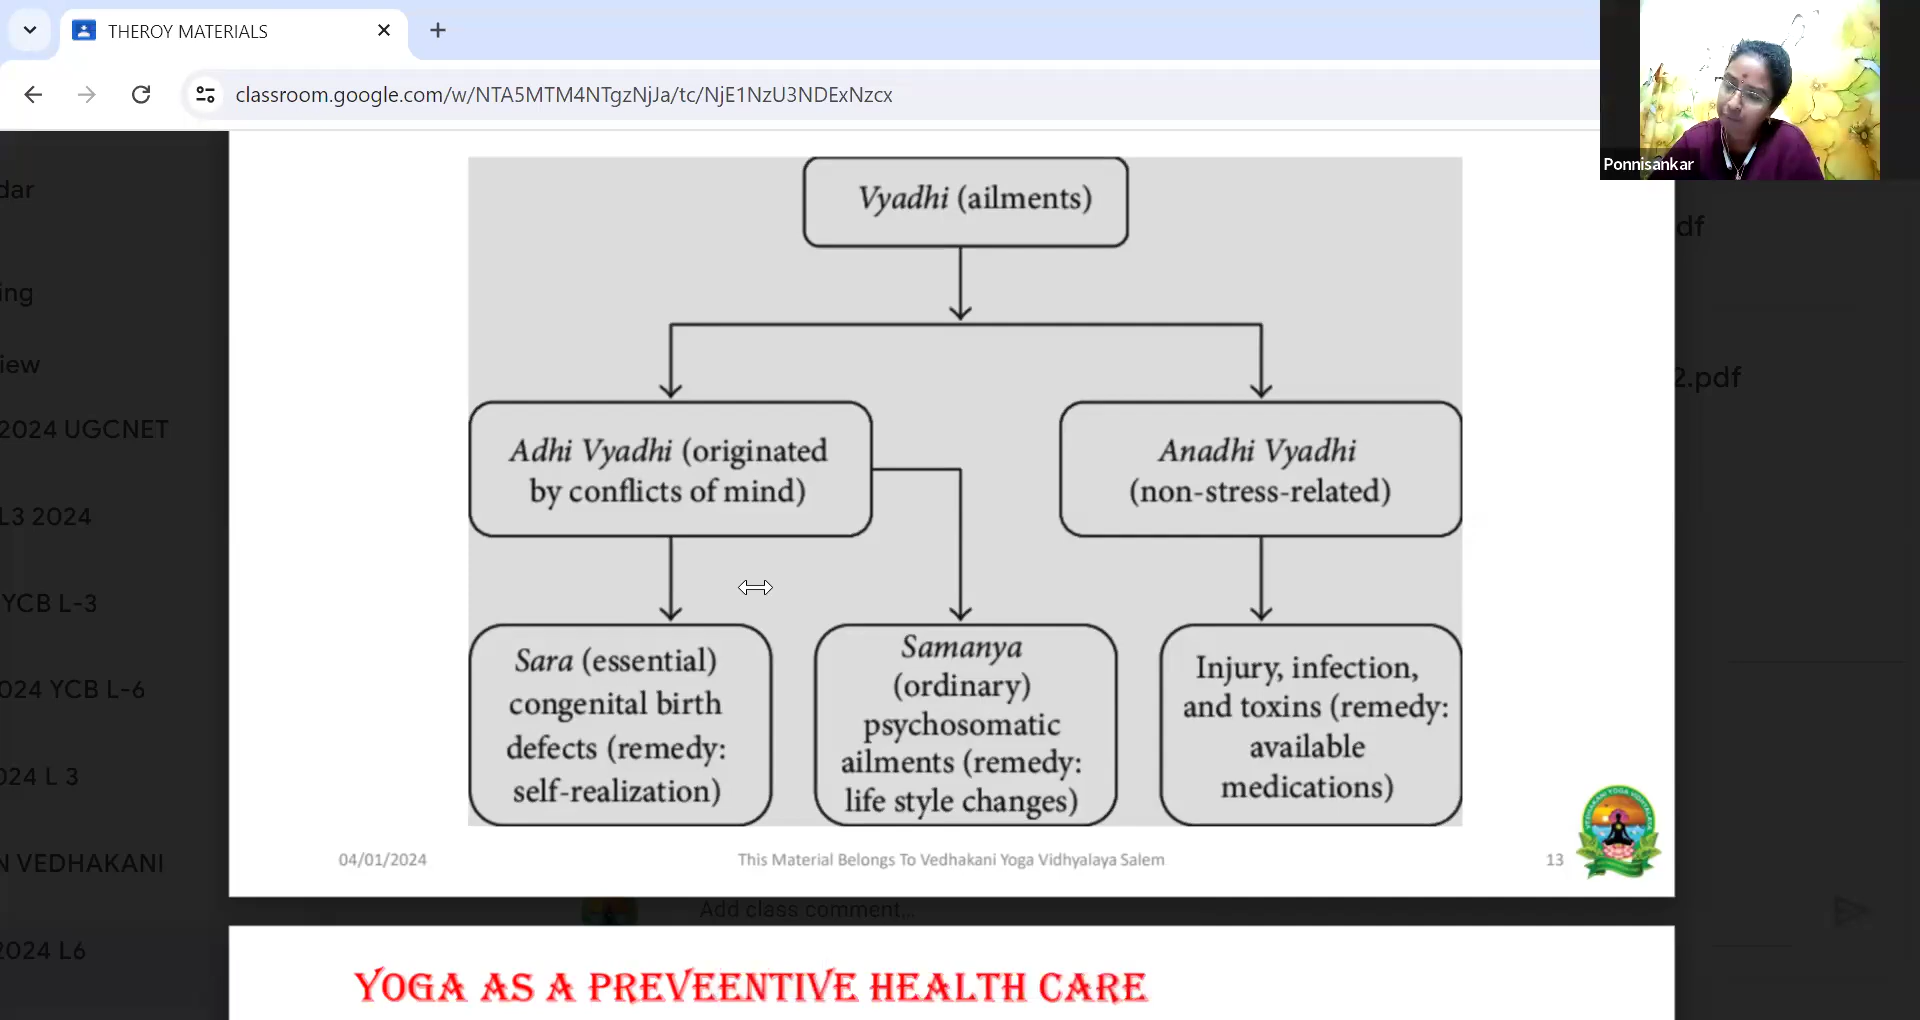 THEROY MATERIALS
classroom.google.com/w/NTA5MTM4NTgzNjJa/tc/NjE1NzU3NDExNzcx
Ponnisankar
dar
ing
iew
2024 UGCNET
L3 2024
YCB L-3
024 YCB L-6
024 L 3
N VEDHAKANI
2024 L6
df
2.pdf
Vyadhi (ailments)
Adhi Vyadhi (originated
by conflicts of mind)
Anadhi Vyadhi
(non-stress-related)
Sara (essential)
congenital birth
defects (remedy:
self-realization)
Samanya
(ordinary)
psychosomatic
ailments (remedy:
life style changes)
Injury, infection,
and toxins (remedy:
available
medications)
04/01/2024
This Material Belongs To Vedhakani Yoga Vidhyalaya Salem
13
Add class comment...
YOGA AS A PREVEENTIVE HEALTH CARE